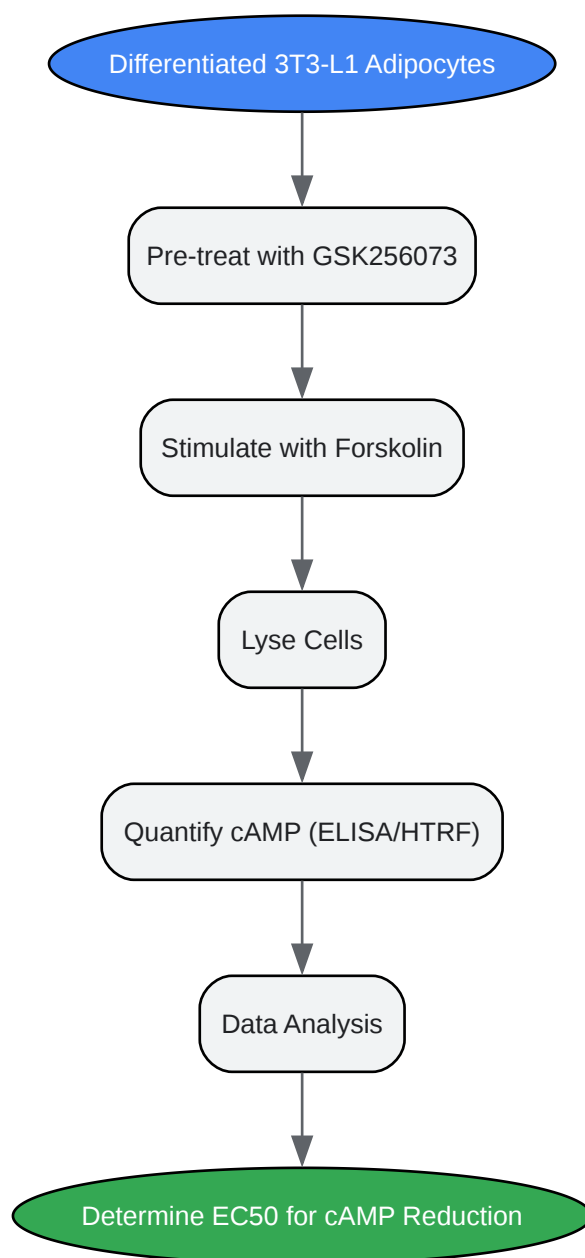 Differentiated 3T3-L1 Adipocytes
Pre-treat with GSK256073
Stimulate with Forskolin
Lyse Cells
Quantify cAMP (ELISA/HTRF)
Data Analysis
Determine EC50 for cAMP Reduction